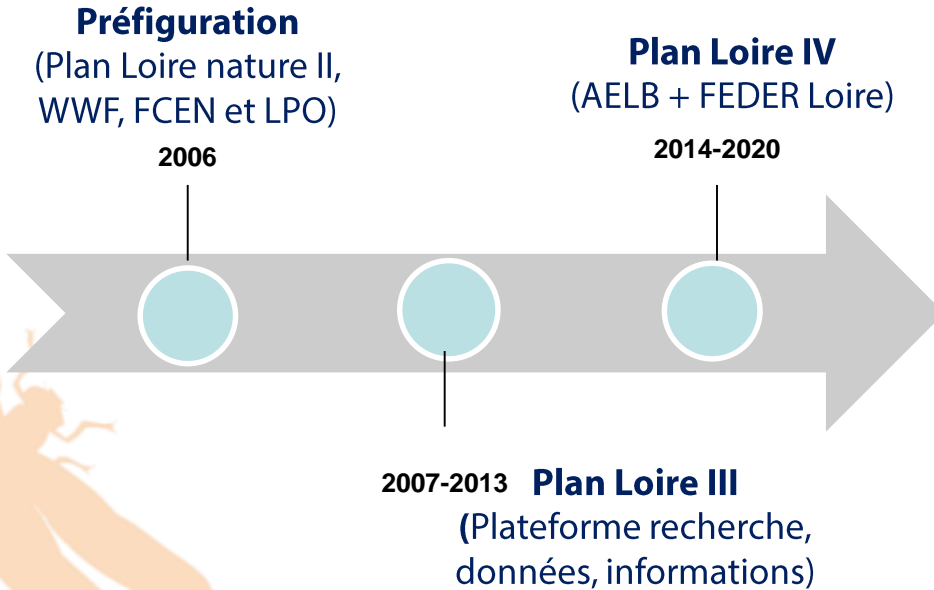 Préfiguration
(Plan Loire nature II,
WWF, FCEN et LPO)
2006
Plan Loire IV
(AELB + FEDER Loire)
2014-2020
2007-2013 Plan Loire III
(Plateforme recherche,
données, informations)